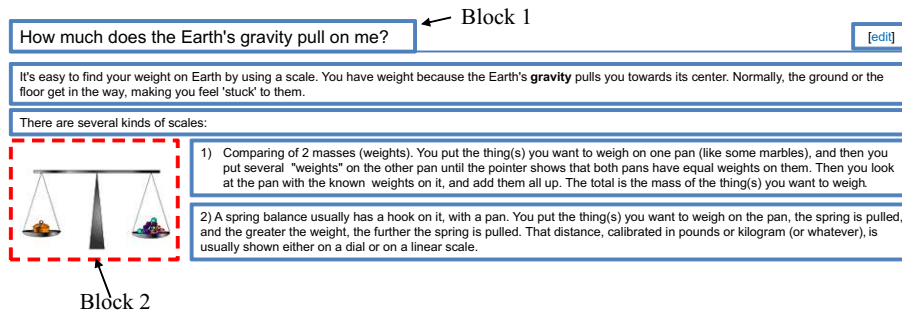 Block 1
How much does the Earth's gravity pull on me?
[edit]
It's easy to find your weight on Earth by using a scale. You have weight because the Earth's gravity pulls you towards its center. Normally, the ground or the
floor get in the way, making you feel 'stuck' to them.
There are several kinds of scales:
1) Comparing of 2 masses (weights). You put the thing(s) you want to weigh on one pan (like some marbles), and then you
put several "weights" on the other pan until the pointer shows that both pans have equal weights on them. Then you look
at the pan with the known weights on it, and add them all up. The total is the mass of the thing(s) you want to weigh.
2) A spring balance usually has a hook on it, with a pan. You put the thing(s) you want to weigh on the pan, the spring is pulled,
and the greater the weight, the further the spring is pulled. That distance, calibrated in pounds or kilogram (or whatever), is
usually shown either on a dial or on a linear scale.
Block 2